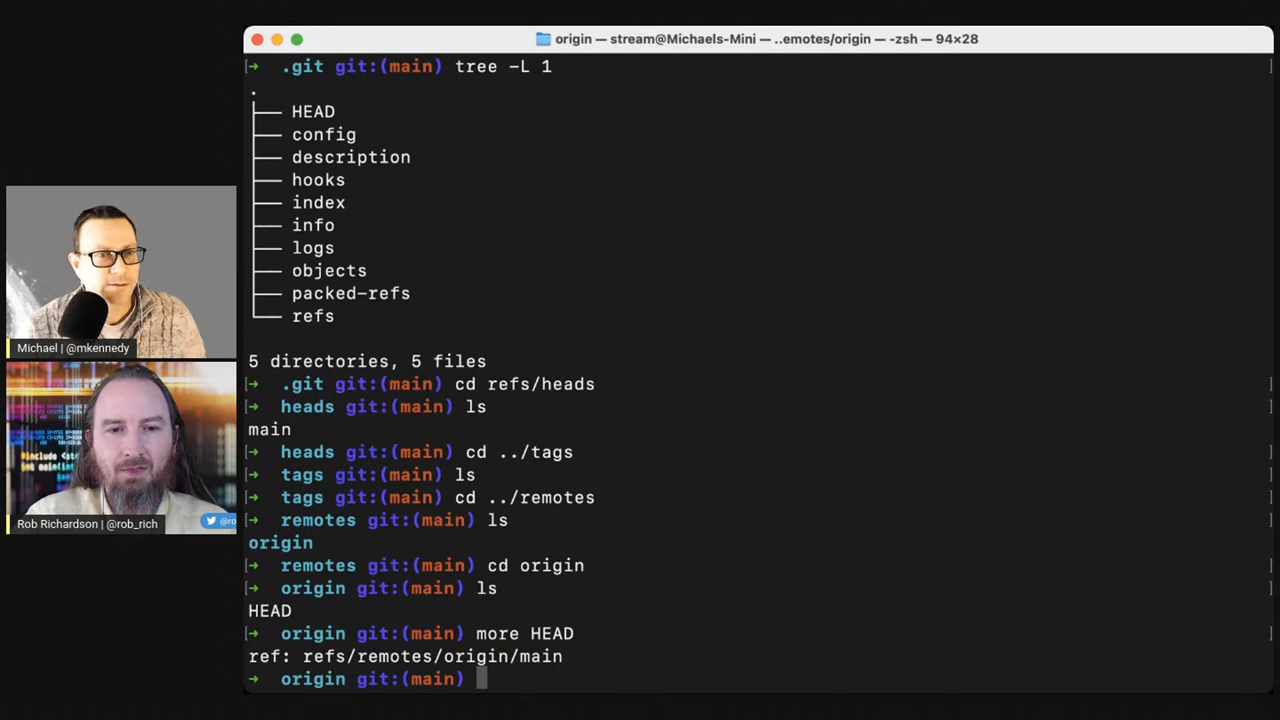 origin — stream@Michaels-Mini — ..emotes/origin — -zsh — 94×28
[➜ .git git:(main) tree -L 1 ]
.
├── HEAD
├── config
├── description
├── hooks
├── index
├── info
├── logs
├── objects
├── packed-refs
└── refs
5 directories, 5 files
[➜ .git git:(main) cd refs/heads ]
[➜ heads git:(main) ls ]
main
[➜ heads git:(main) cd ../tags ]
[➜ tags git:(main) ls ]
[➜ tags git:(main) cd ../remotes ]
[➜ remotes git:(main) ls ]
origin
[➜ remotes git:(main) cd origin ]
[➜ origin git:(main) ls ]
HEAD
[➜ origin git:(main) more HEAD ]
ref: refs/remotes/origin/main
➜ origin git:(main)
Michael | @mkennedy
Rob Richardson | @rob_rich